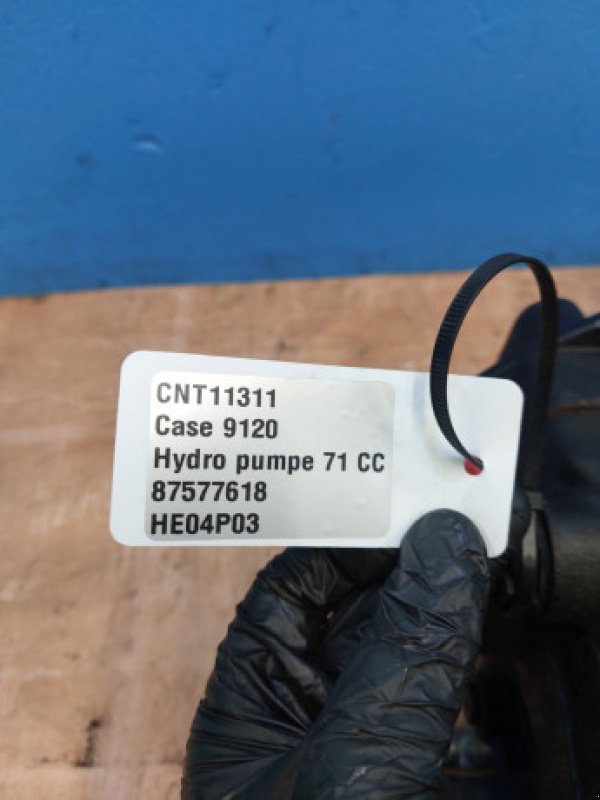 CNT11311
Case 9120
Hydro pumpe 71 CC
87577618
HE04P03